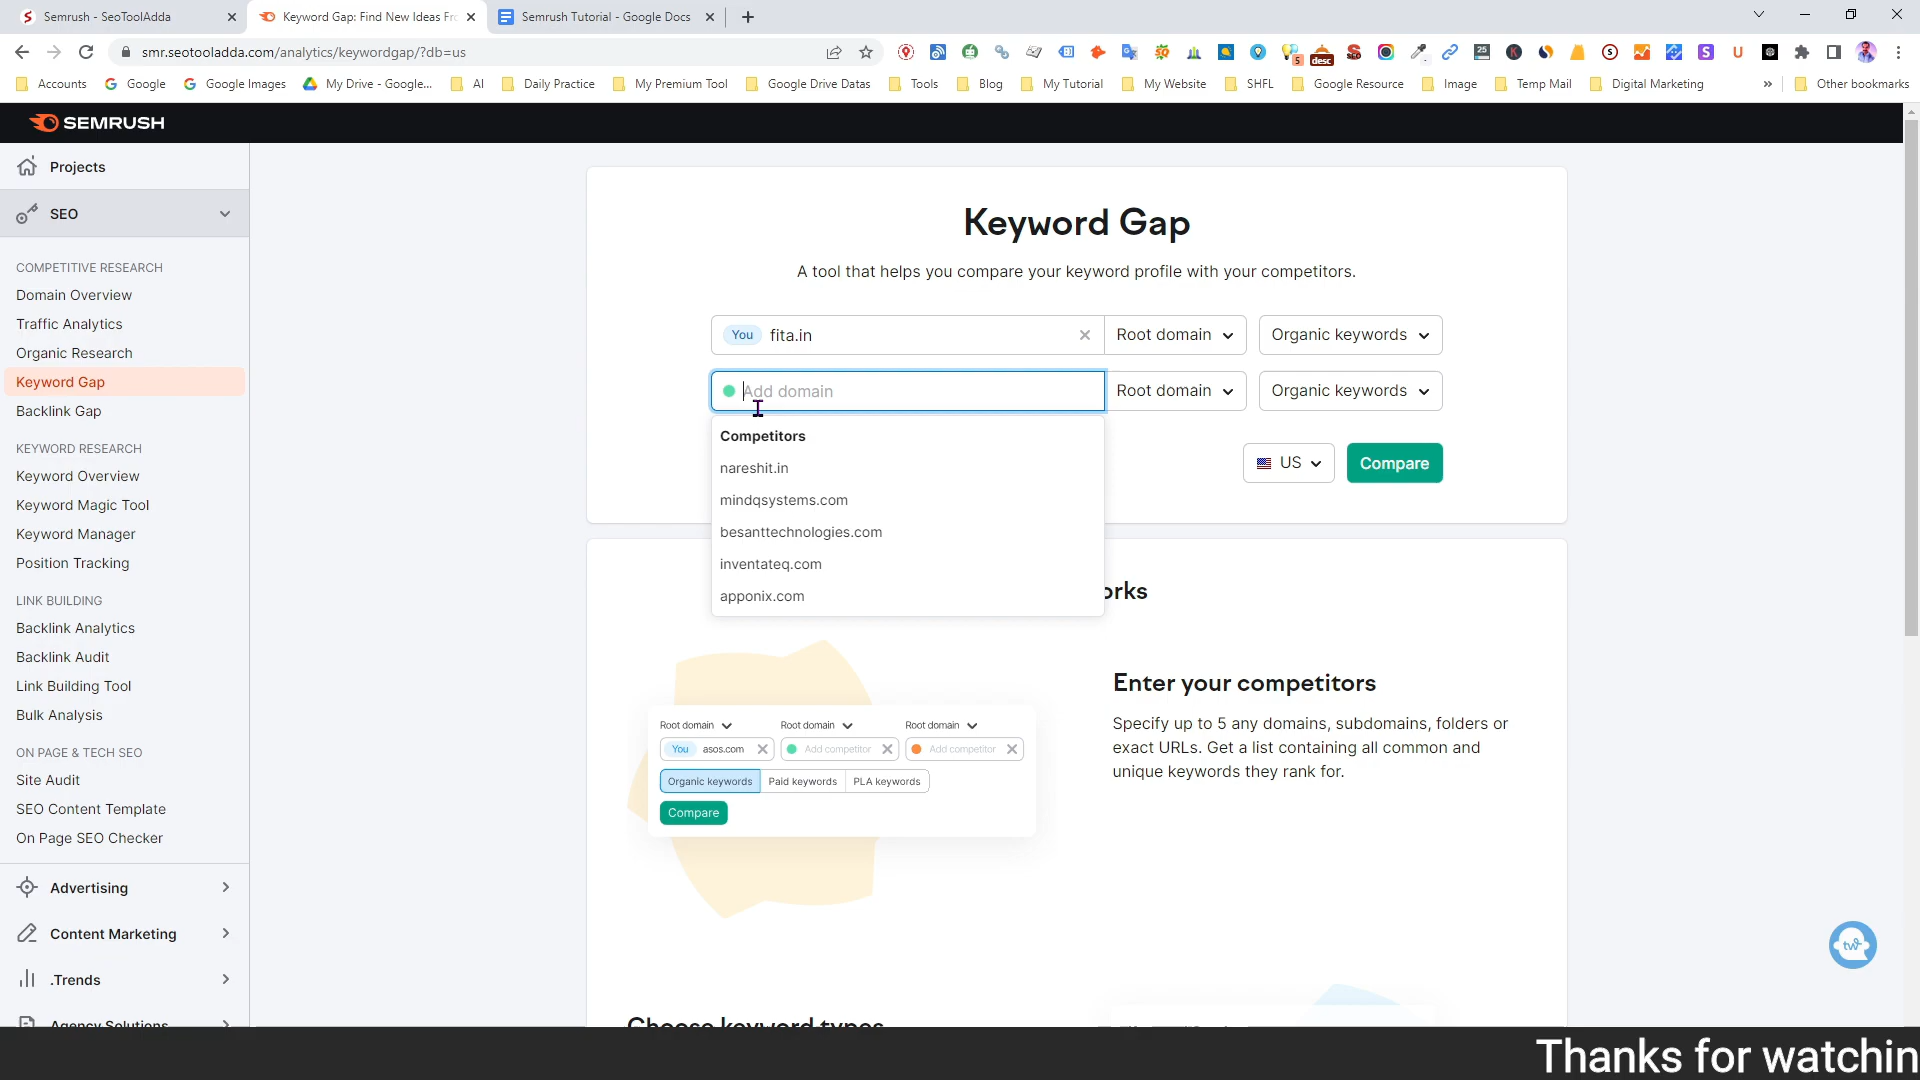 Semrush - SeoToolAdda
Keyword Gap: Find New Ideas Fro
Semrush Tutorial - Google Docs
smr.seotooladda.com/analytics/keywordgap/?db=us
Accounts
Google
Google Images
My Drive - Google...
AI
Daily Practice
My Premium Tool
Google Drive Datas
Tools
Blog
My Tutorial
My Website
SHFL
Google Resource
Image
Temp Mail
Digital Marketing
»
Other bookmarks
SEMRUSH
Projects
SEO
COMPETITIVE RESEARCH
Domain Overview
Traffic Analytics
Organic Research
Keyword Gap
Backlink Gap
KEYWORD RESEARCH
Keyword Overview
Keyword Magic Tool
Keyword Manager
Position Tracking
LINK BUILDING
Backlink Analytics
Backlink Audit
Link Building Tool
Bulk Analysis
ON PAGE & TECH SEO
Site Audit
SEO Content Template
On Page SEO Checker
Advertising
Content Marketing
.Trends
Agency Solutions
Keyword Gap
A tool that helps you compare your keyword profile with your competitors.
You fita.in
Root domain
Organic keywords
Add domain
Root domain
Organic keywords
Competitors
nareshit.in
mindqsystems.com
besanttechnologies.com
inventateq.com
apponix.com
US
Compare
orks
Root domain
Root domain
Root domain
You asos.com
Add competitor
Add competitor
Organic keywords
Paid keywords
PLA keywords
Compare
Enter your competitors
Specify up to 5 any domains, subdomains, folders or
exact URLs. Get a list containing all common and
unique keywords they rank for.
Choose keyword types
Thanks for watchin